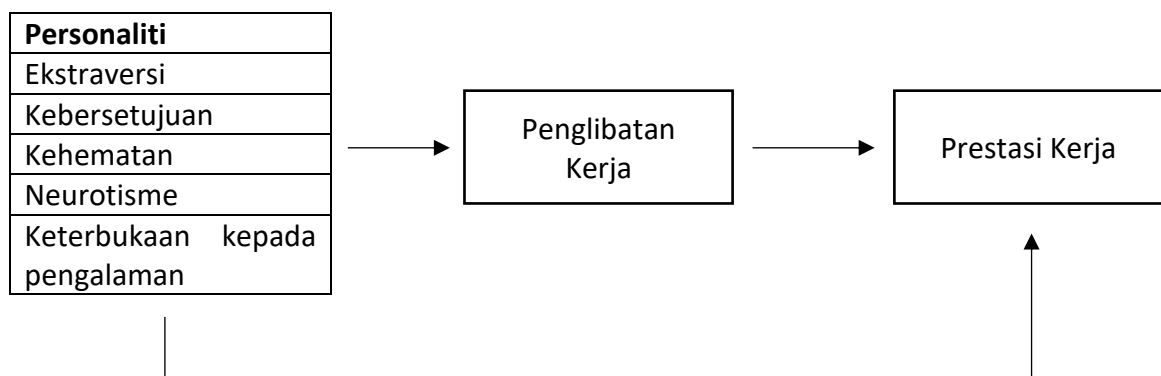 Personaliti
Ekstraversi
Kebersetujuan
Kehematan
Neurotisme
Keterbukaan kepada
pengalaman
Penglibatan
Kerja
Prestasi Kerja